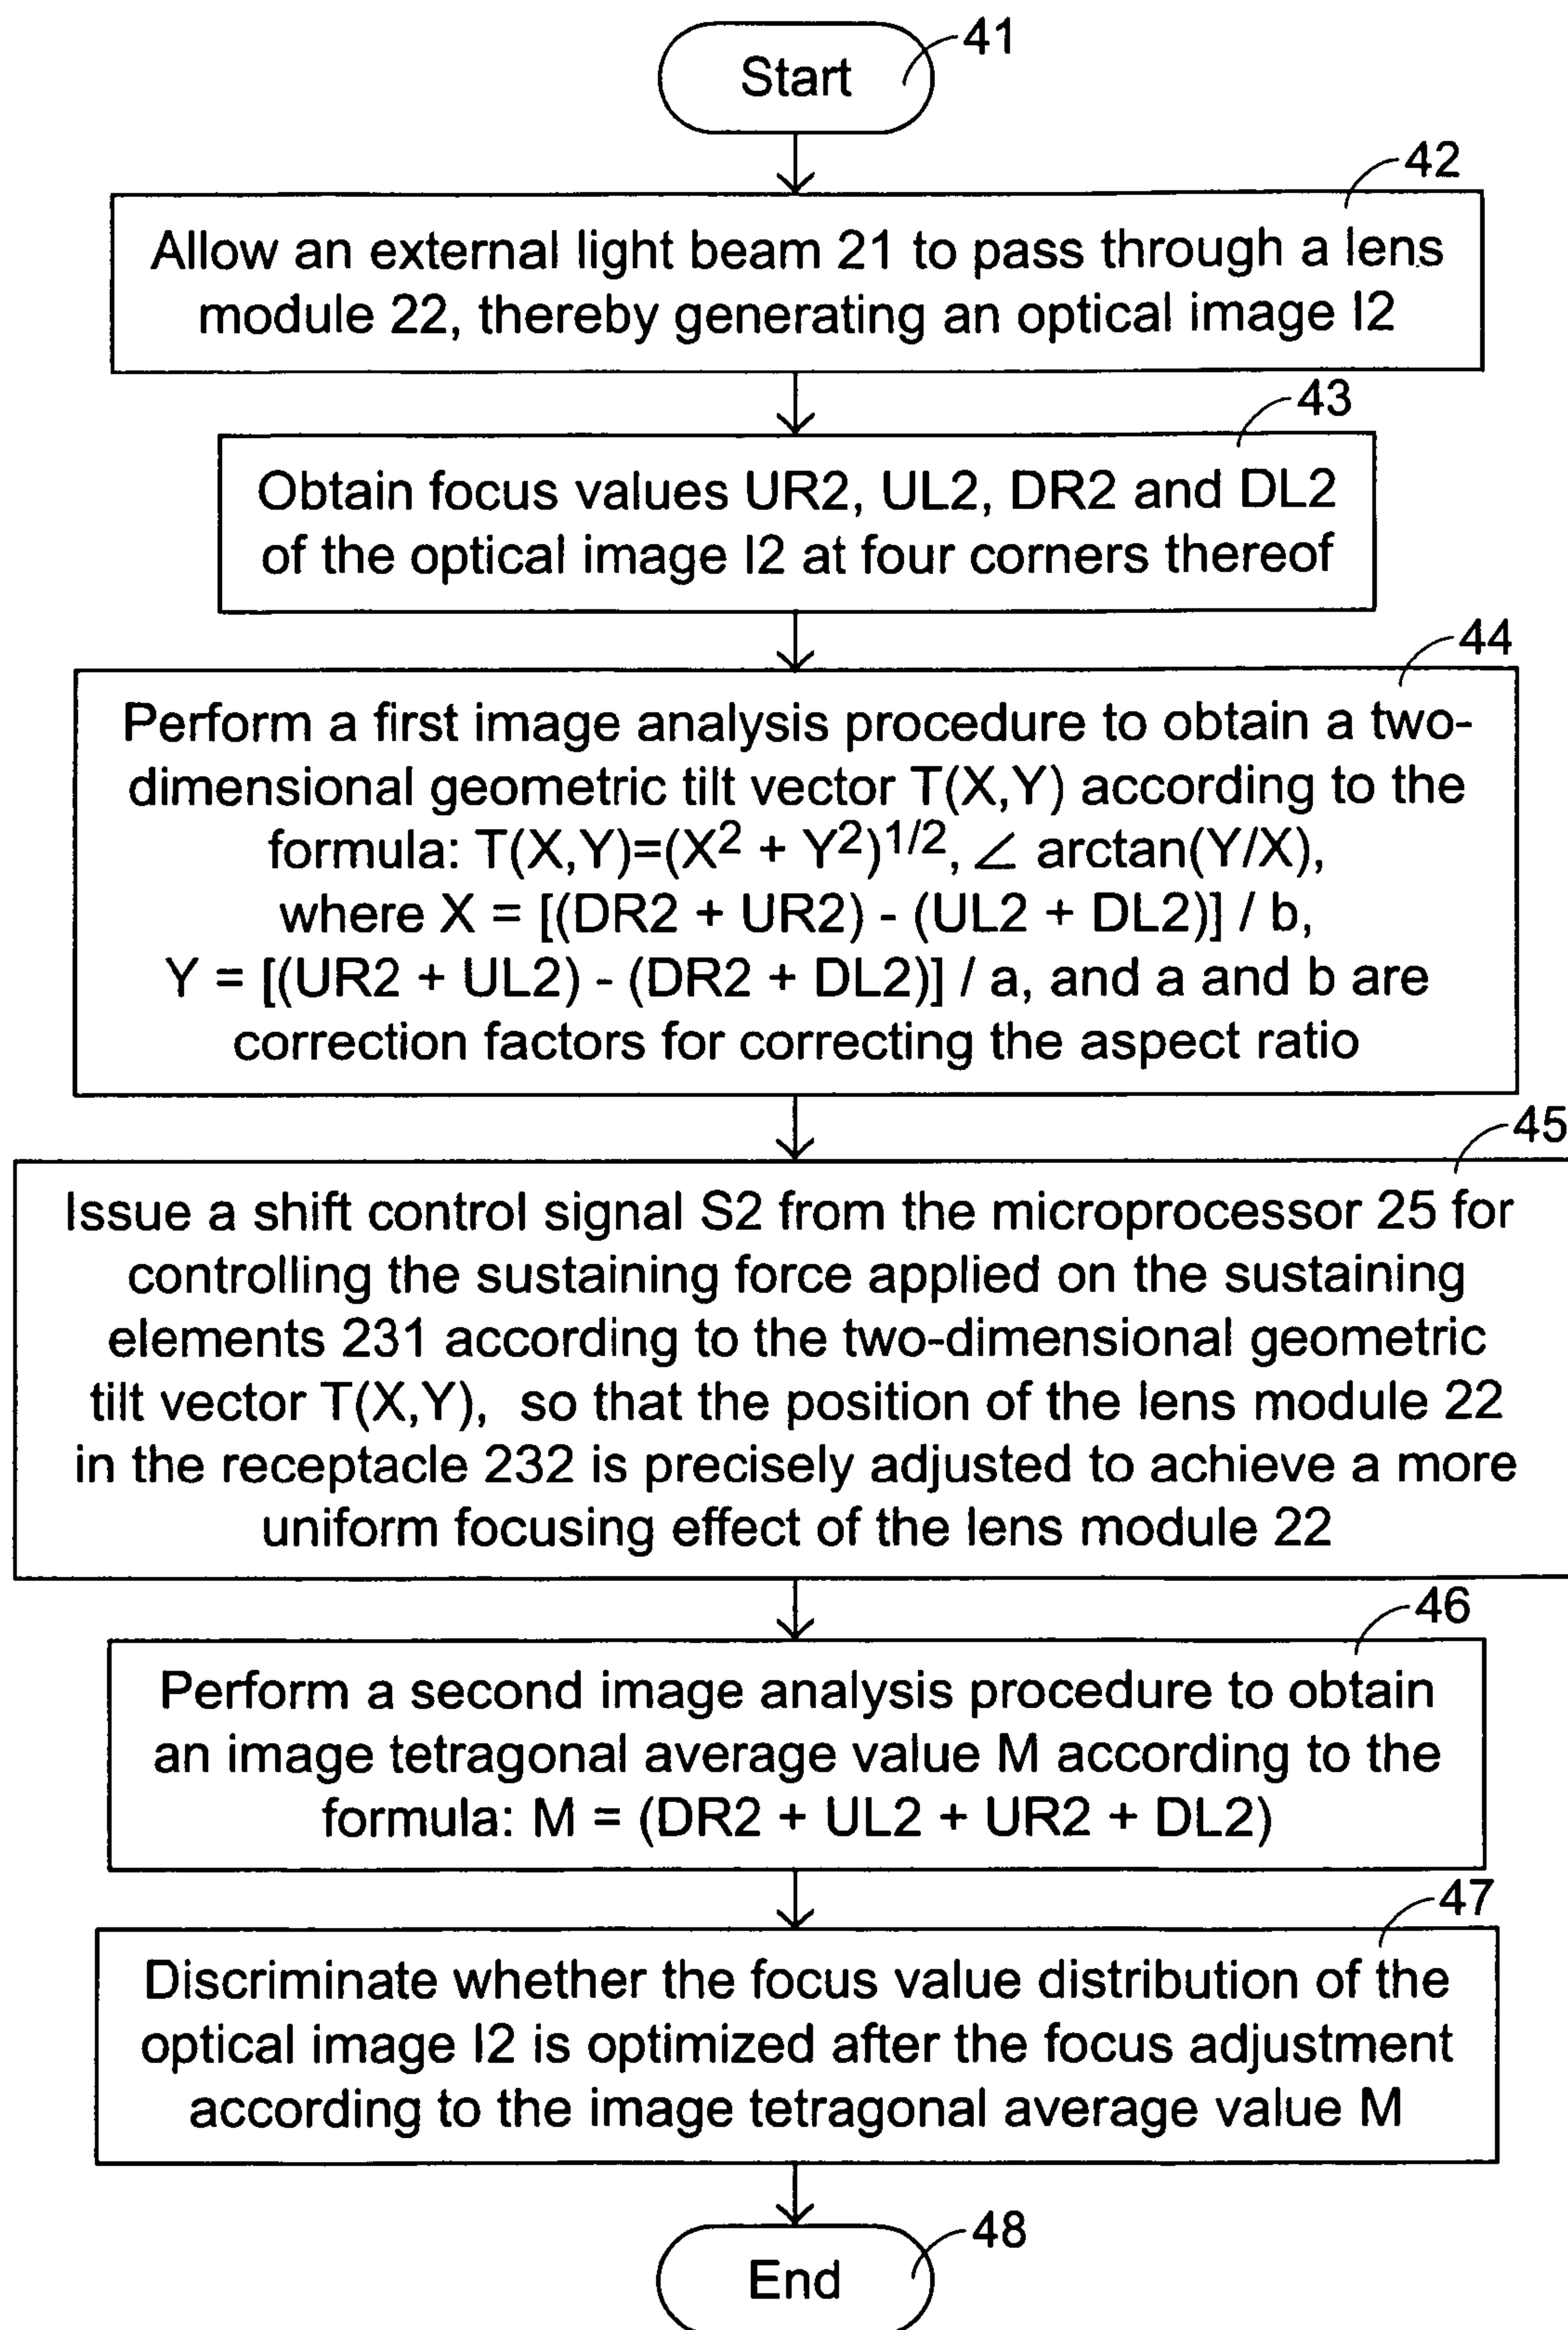 41
Start
42
Allow an external light beam 21 to pass through a lens
module 22, thereby generating an optical image I2
43
Obtain focus values UR2, UL2, DR2 and DL2
of the optical image I2 at four corners thereof
44
Perform a first image analysis procedure to obtain a two-
dimensional geometric tilt vector T(X,Y) according to the
formula: T(X,Y)=(X² + Y²)^1/2, ∠ arctan(Y/X),
where X = [(DR2 + UR2) - (UL2 + DL2)] / b,
Y = [(UR2 + UL2) - (DR2 + DL2)] / a, and a and b are
correction factors for correcting the aspect ratio
45
Issue a shift control signal S2 from the microprocessor 25 for
controlling the sustaining force applied on the sustaining
elements 231 according to the two-dimensional geometric
tilt vector T(X,Y), so that the position of the lens module 22
in the receptacle 232 is precisely adjusted to achieve a more
uniform focusing effect of the lens module 22
46
Perform a second image analysis procedure to obtain
an image tetragonal average value M according to the
formula: M = (DR2 + UL2 + UR2 + DL2)
47
Discriminate whether the focus value distribution of the
optical image I2 is optimized after the focus adjustment
according to the image tetragonal average value M
48
End